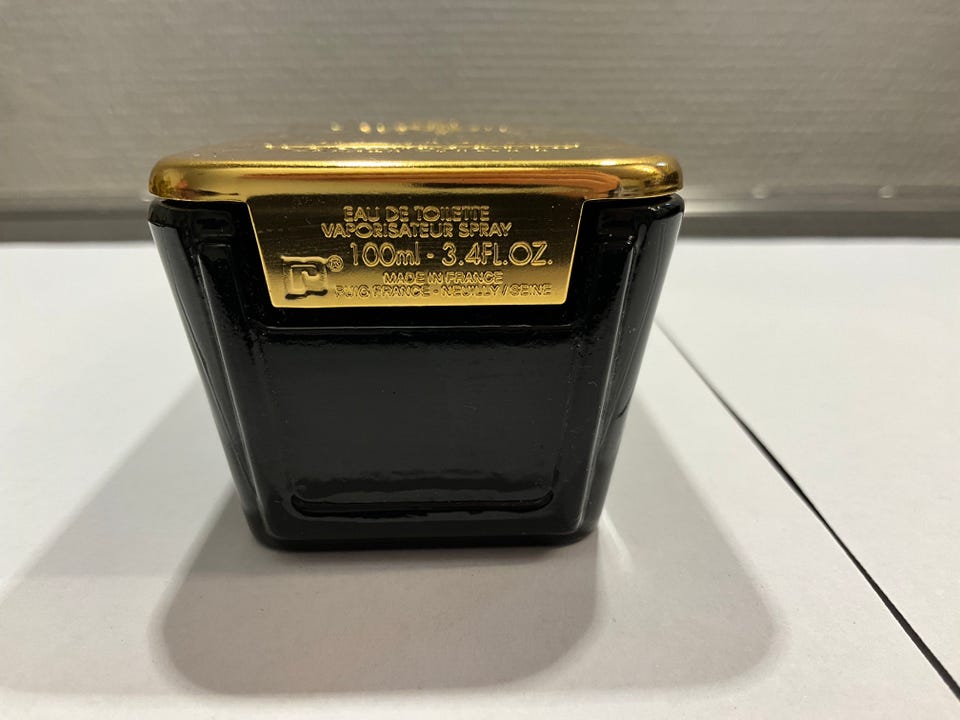 EAU DE TOILETTE
VAPORISATEUR SPRAY
100ml · 3.4FL.OZ.
r®
MADE IN FRANCE
PUIG FRANCE · NEUILLY / SEINE